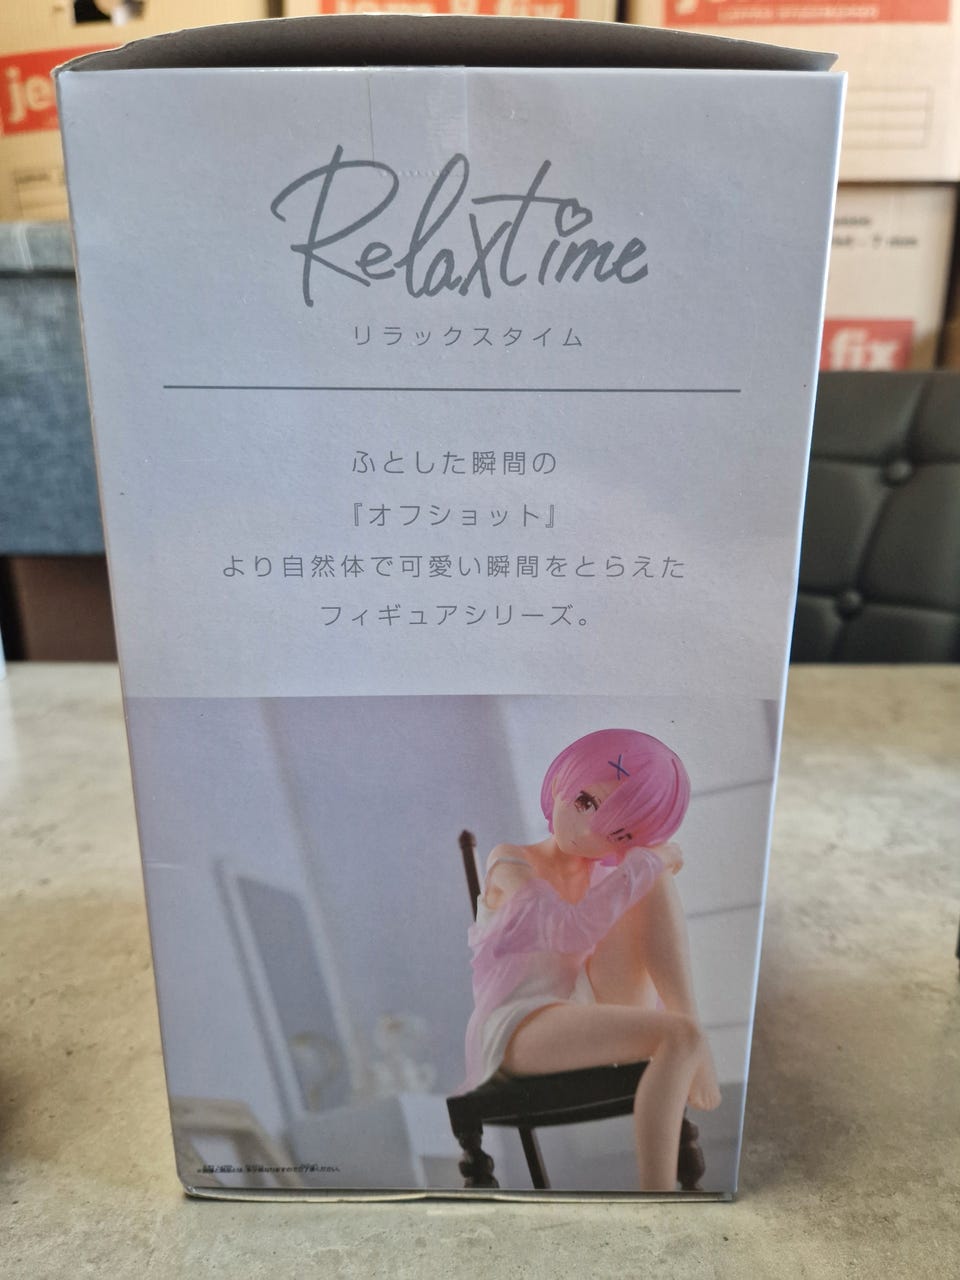 Relaxtime
リラックスタイム
ふとした瞬間の
『オフショット』
より自然体で可愛い瞬間をとらえた
フィギュアシリーズ。
fix